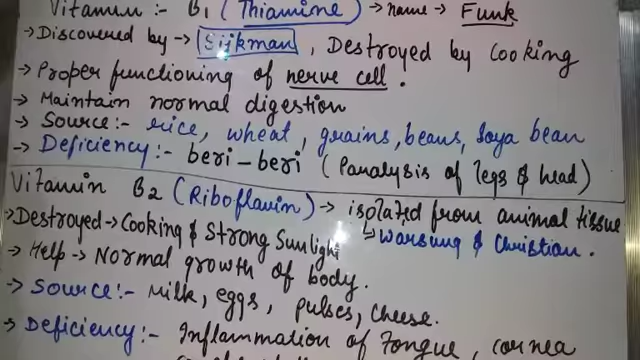 Vitamin :- B1 (Thiamine) → name → Funk
→ Discovered by → Eijkman , Destroyed by Cooking
→ Proper functioning of nerve cell .
→ Maintain normal digestion
→ Source:- rice, wheat, grains, beans, Soya bean
→ Deficiency:- beri-beri (Paralysis of legs & head)
Vitamin B2 (Riboflavin) → isolated from animal tissue
↳ Warsung & Christian .
→ Destroyed → Cooking & Strong Sunlight
→ Help → Normal growth of body.
→ Source:- Milk, eggs, pulses, cheese.
→ Deficiency:- Inflammation of Tongue, cornea